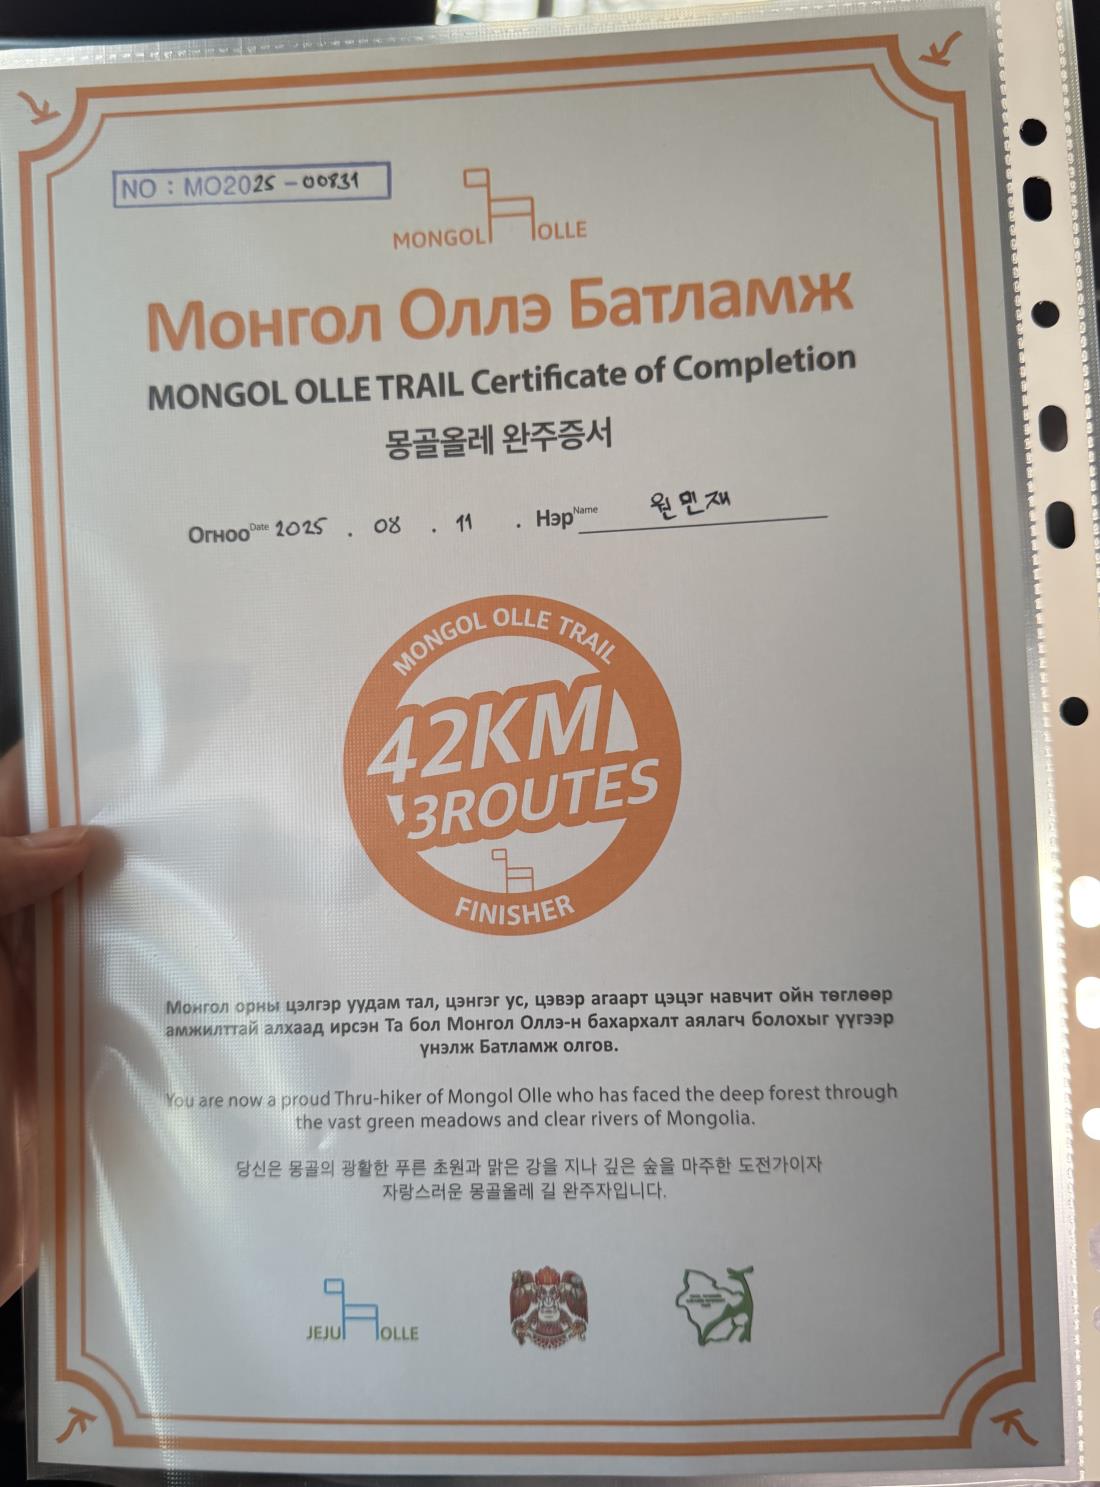 NO : MO2025 - 00831
MONGOL OLLE
Монгол Оллэ Батламж
MONGOL OLLE TRAIL Certificate of Completion
몽골올레 완주증서
Огноо Date 2025 . 08 . 11 . Нэр Name 원민재
MONGOL OLLE TRAIL
42KM
3ROUTES
FINISHER
Монгол орны цэлгэр уудам тал, цэнгэг ус, цэвэр агаарт цэцэг навчит ойн төглөөр
амжилттай алхаад ирсэн Та бол Монгол Оллэ-н бахархалт аялагч болохыг үүгээр
үнэлж Батламж олгов.
You are now a proud Thru-hiker of Mongol Olle who has faced the deep forest through
the vast green meadows and clear rivers of Mongolia.
당신은 몽골의 광활한 푸른 초원과 맑은 강을 지나 깊은 숲을 마주한 도전가이자
자랑스러운 몽골올레 길 완주자입니다.
JEJU OLLE